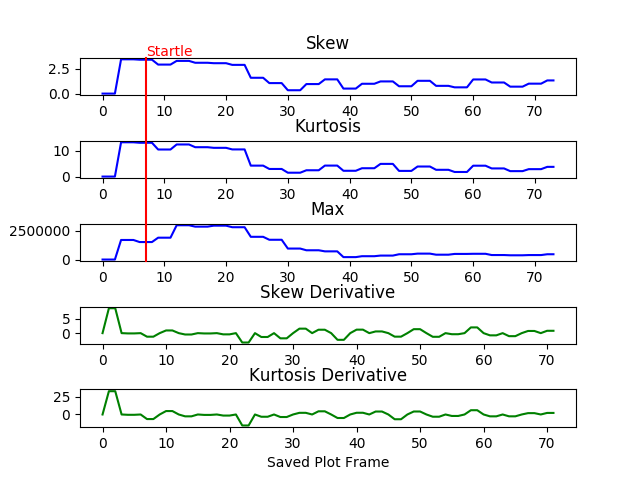 Skew
Startle
2.5
0.0
0 10 20 30 40 50 60 70
Kurtosis
10
0
0 10 20 30 40 50 60 70
Max
2500000
0
0 10 20 30 40 50 60 70
Skew Derivative
5
0
0 10 20 30 40 50 60 70
Kurtosis Derivative
25
0
0 10 20 30 40 50 60 70
Saved Plot Frame